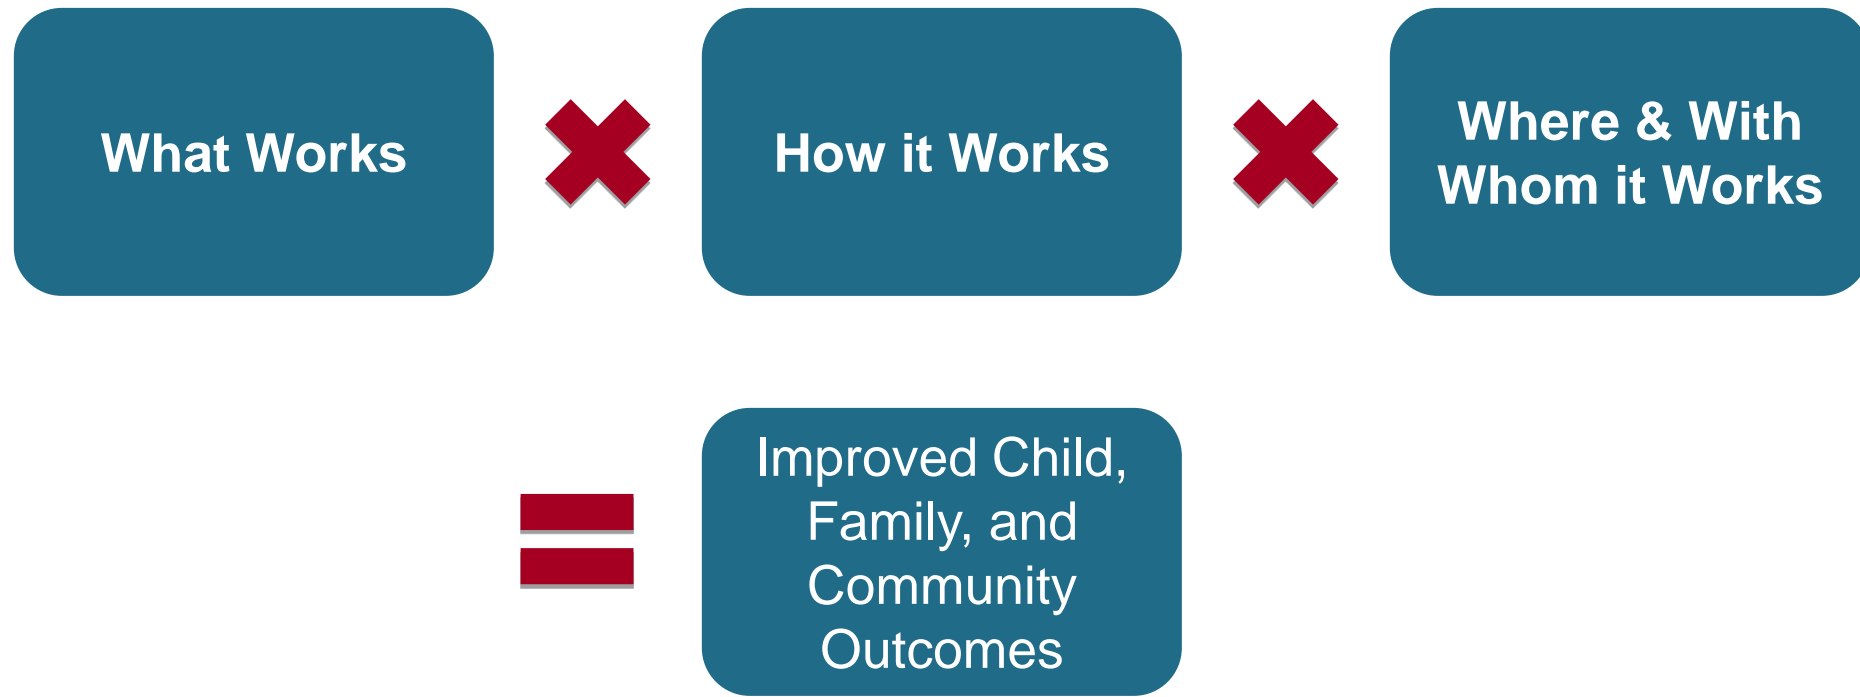 What Works
How it Works
Where & With
Whom it Works
Improved Child,
Family, and
Community
Outcomes